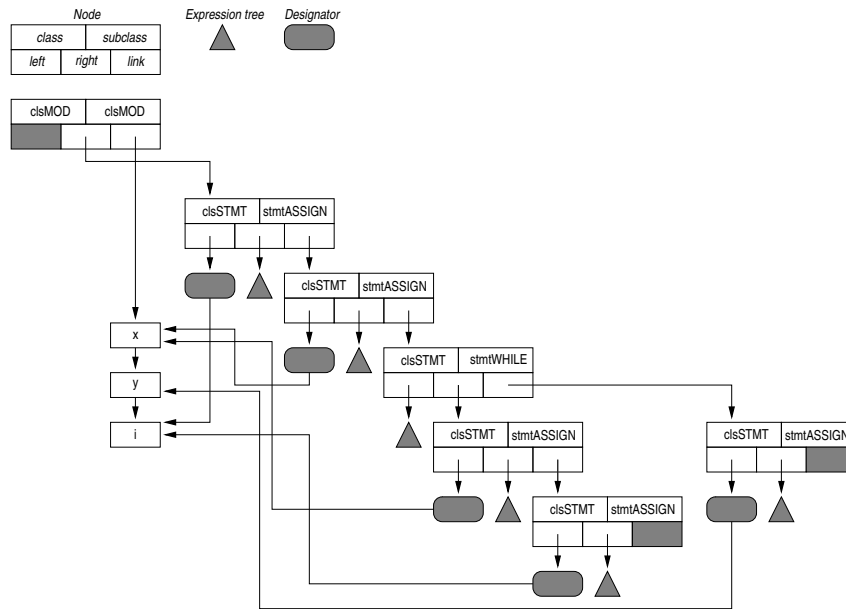 Node Expression tree Designator
class subclass
left right link
clsMOD clsMOD
clsSTMT stmtASSIGN
clsSTMT stmtASSIGN
x
clsSTMT stmtWHILE
y
i
clsSTMT stmtASSIGN
clsSTMT stmtASSIGN
clsSTMT stmtASSIGN